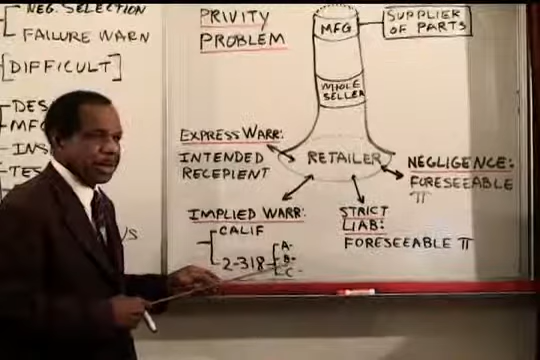 NEG. SELECTION
FAILURE WARN
[DIFFICULT]
DES
MFG
INS
TES
PRIVITY
PROBLEM
MFG
SUPPLIER
OF PARTS
WHOLE
SELLER
RETAILER
EXPRESS WARR:
INTENDED
RECEPIENT
NEGLIGENCE:
FORESEEABLE
π
IMPLIED WARR:
CALIF
2-318
A-
B-
C-
STRICT
LIAB:
FORESEEABLE π